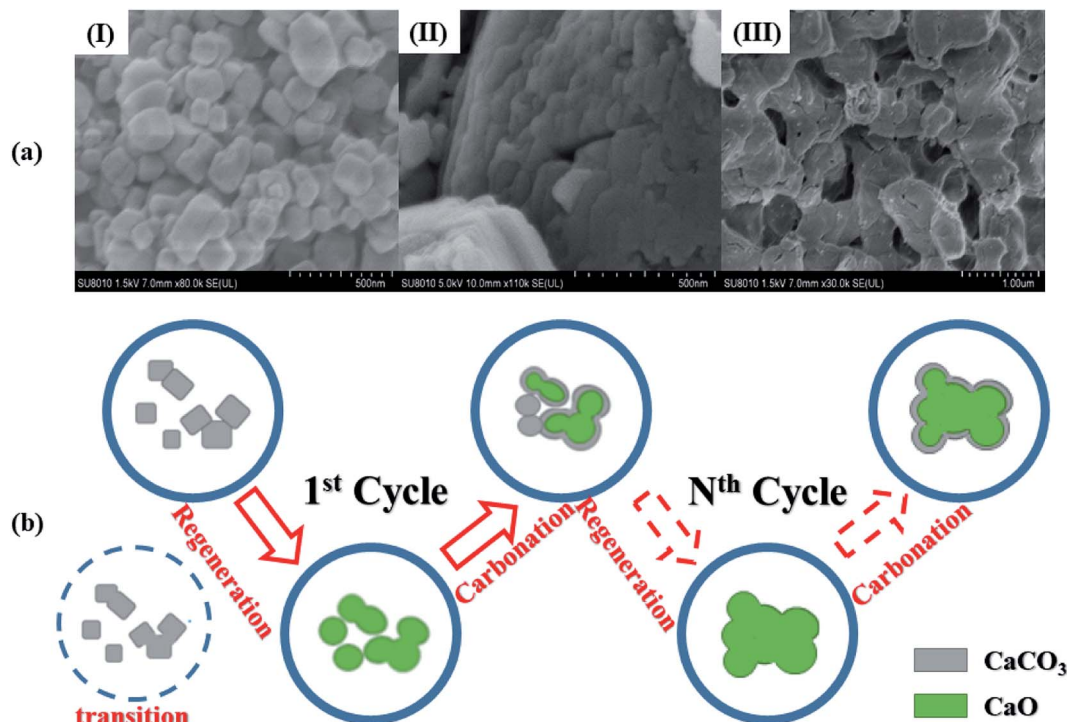 (I)
(II)
(III)
(a)
SU8010 1.5kV 7.0mm x80.0k SE(UL)
500nm
SU8010 5.0kV 10.0mm x110k SE(UL)
500nm
SU8010 1.5kV 7.0mm x30.0k SE(UL)
1.00um
(b)
1st Cycle
Nth Cycle
Regeneration
Carbonation
Regeneration
Carbonation
transition
CaCO3
CaO